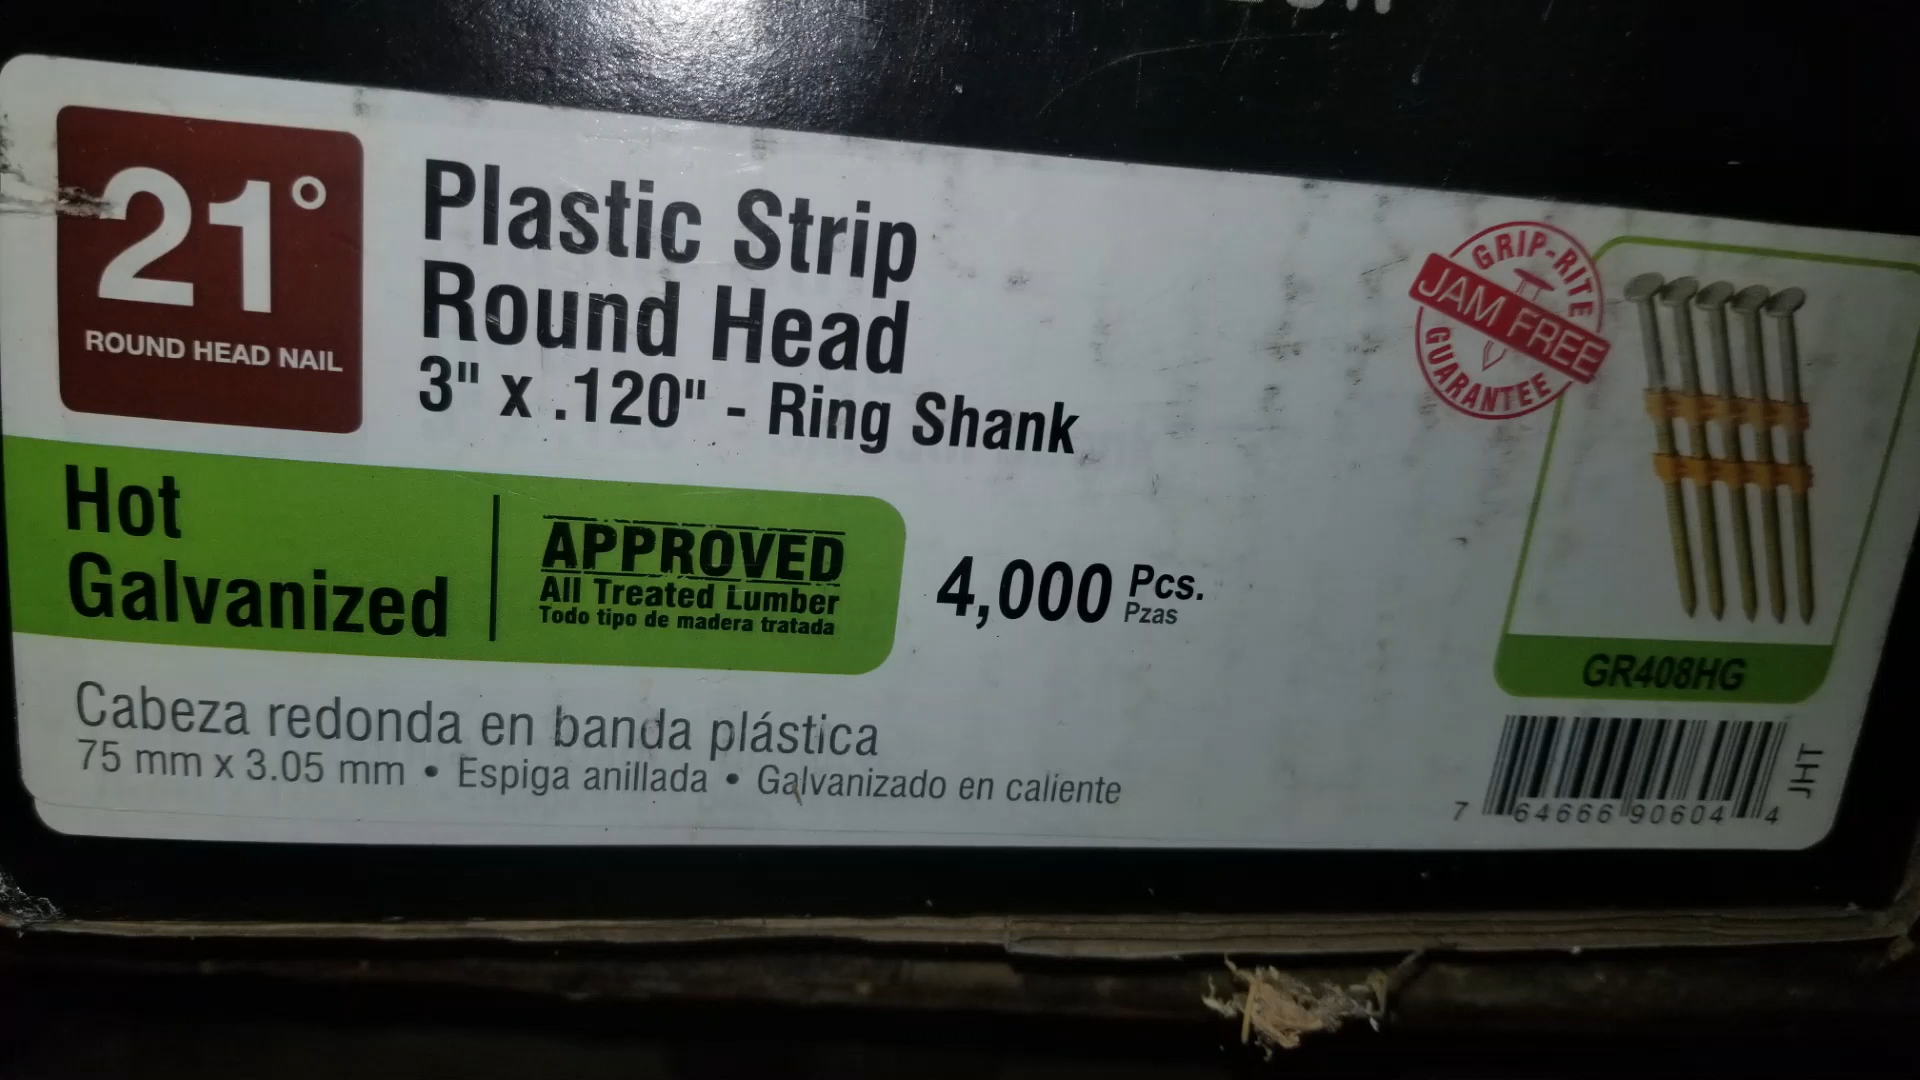 21°
ROUND HEAD NAIL
Plastic Strip
Round Head
3" x .120" - Ring Shank
GRIP-RITE
JAM FREE
GUARANTEE
Hot
Galvanized
APPROVED
All Treated Lumber
Todo tipo de madera tratada
4,000 Pcs.
Pzas
GR408HG
Cabeza redonda en banda plástica
75 mm x 3.05 mm • Espiga anillada • Galvanizado en caliente
JHT
7 64666 90604 4